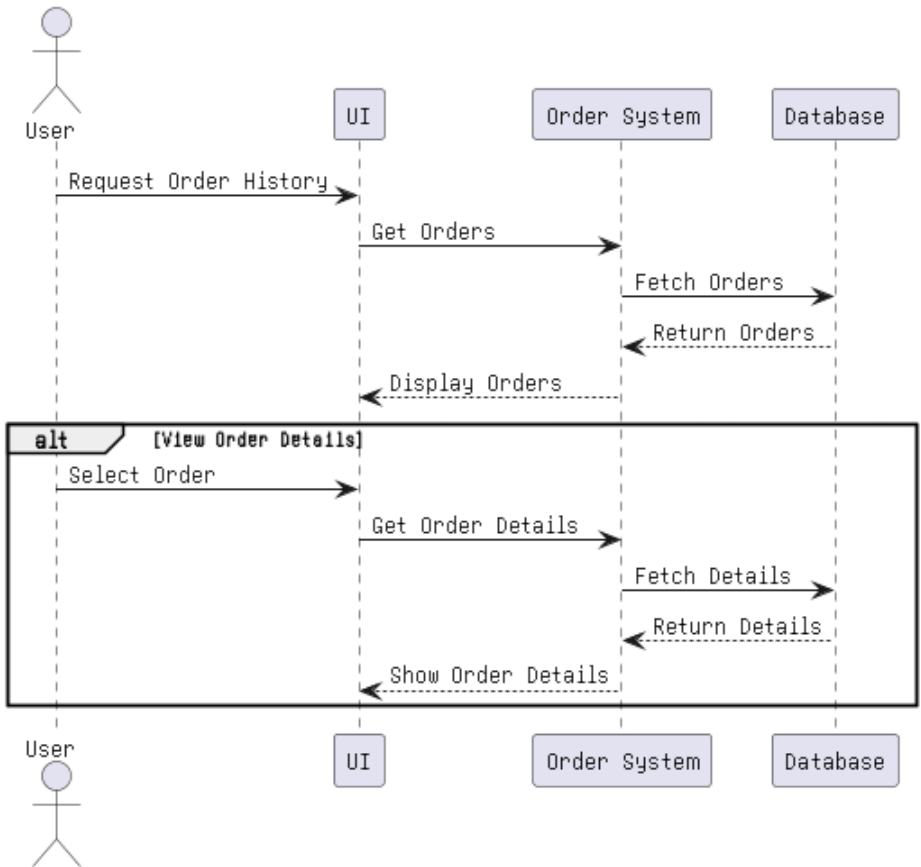 User
UI
Order System
Database
Request Order History
Get Orders
Fetch Orders
Return Orders
Display Orders
alt [View Order Details]
Select Order
Get Order Details
Fetch Details
Return Details
Show Order Details
User
UI
Order System
Database